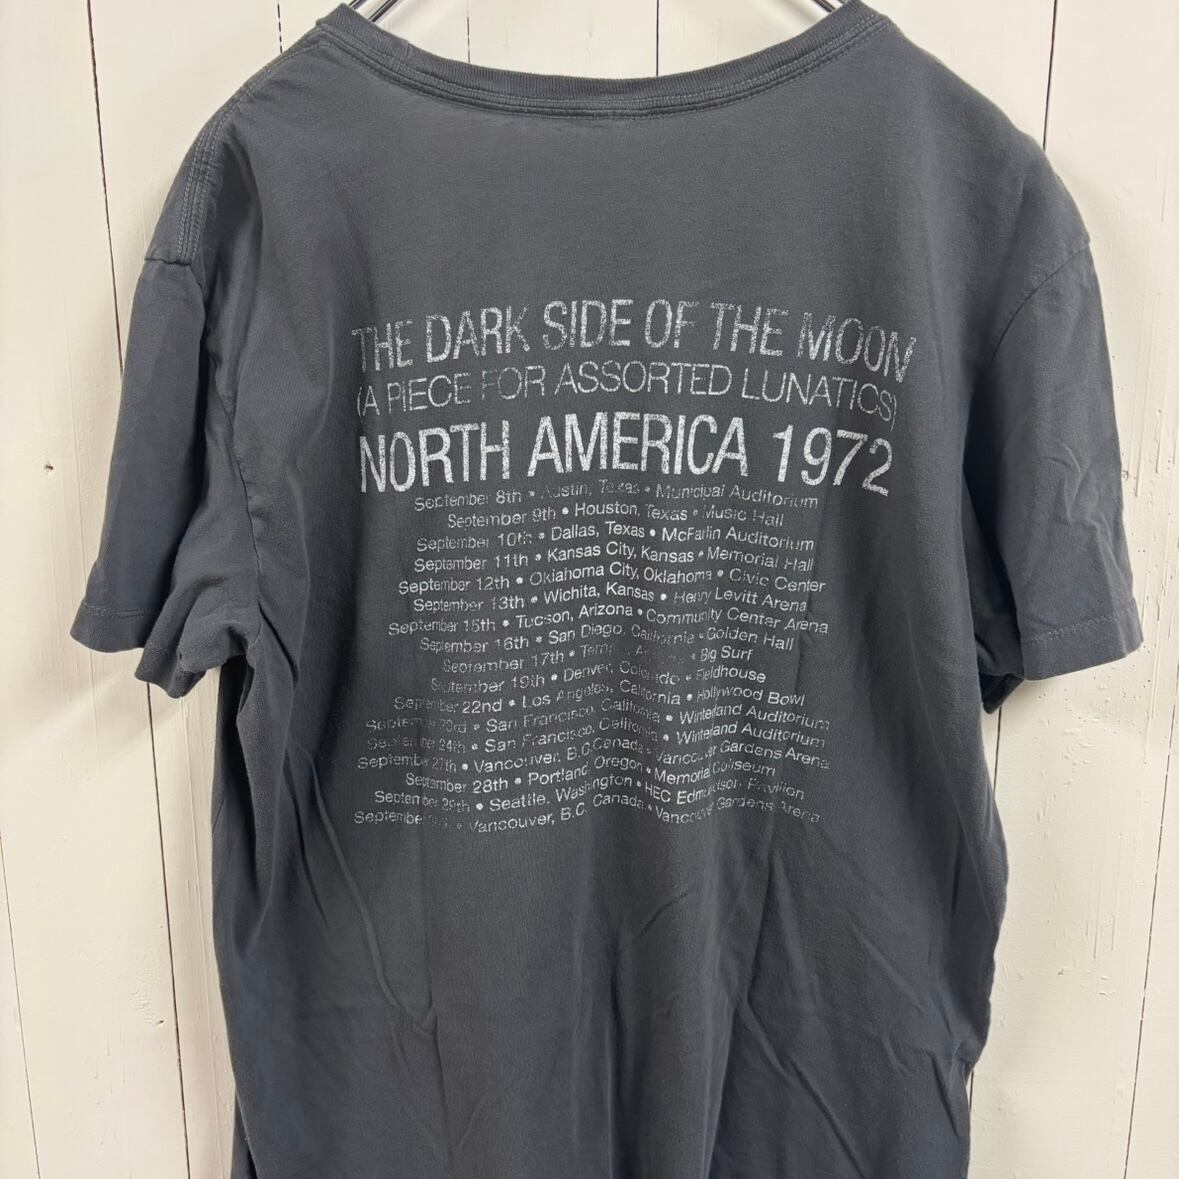 THE DARK SIDE OF THE MOON
(A PIECE FOR ASSORTED LUNATICS)
NORTH AMERICA 1972
September 8th • Austin, Texas • Municipal Auditorium
September 9th • Houston, Texas • Music Hall
September 10th • Dallas, Texas • McFarlin Auditorium
September 11th • Kansas City, Kansas • Memorial Hall
September 12th • Oklahoma City, Oklahoma • Civic Center
September 13th • Wichita, Kansas • Henry Levitt Arena
September 15th • Tucson, Arizona • Community Center Arena
September 16th • San Diego, California • Golden Hall
September 17th • • Big Surf
September 19th • Denver, Colorado • Fieldhouse
September 22nd • Los Angeles, California • Hollywood Bowl
September 23rd • San Francisco, California • Winterland Auditorium
September 24th • San Francisco, California • Winterland Auditorium
September 27th • Vancouver, B.C. Canada • Vancouver Gardens Arena
September 28th • Portland, Oregon • Memorial Coliseum
September 29th • Seattle, Washington • HEC Edmundson Pavilion
September • Vancouver, B.C. Canada • Vancouver Gardens Arena